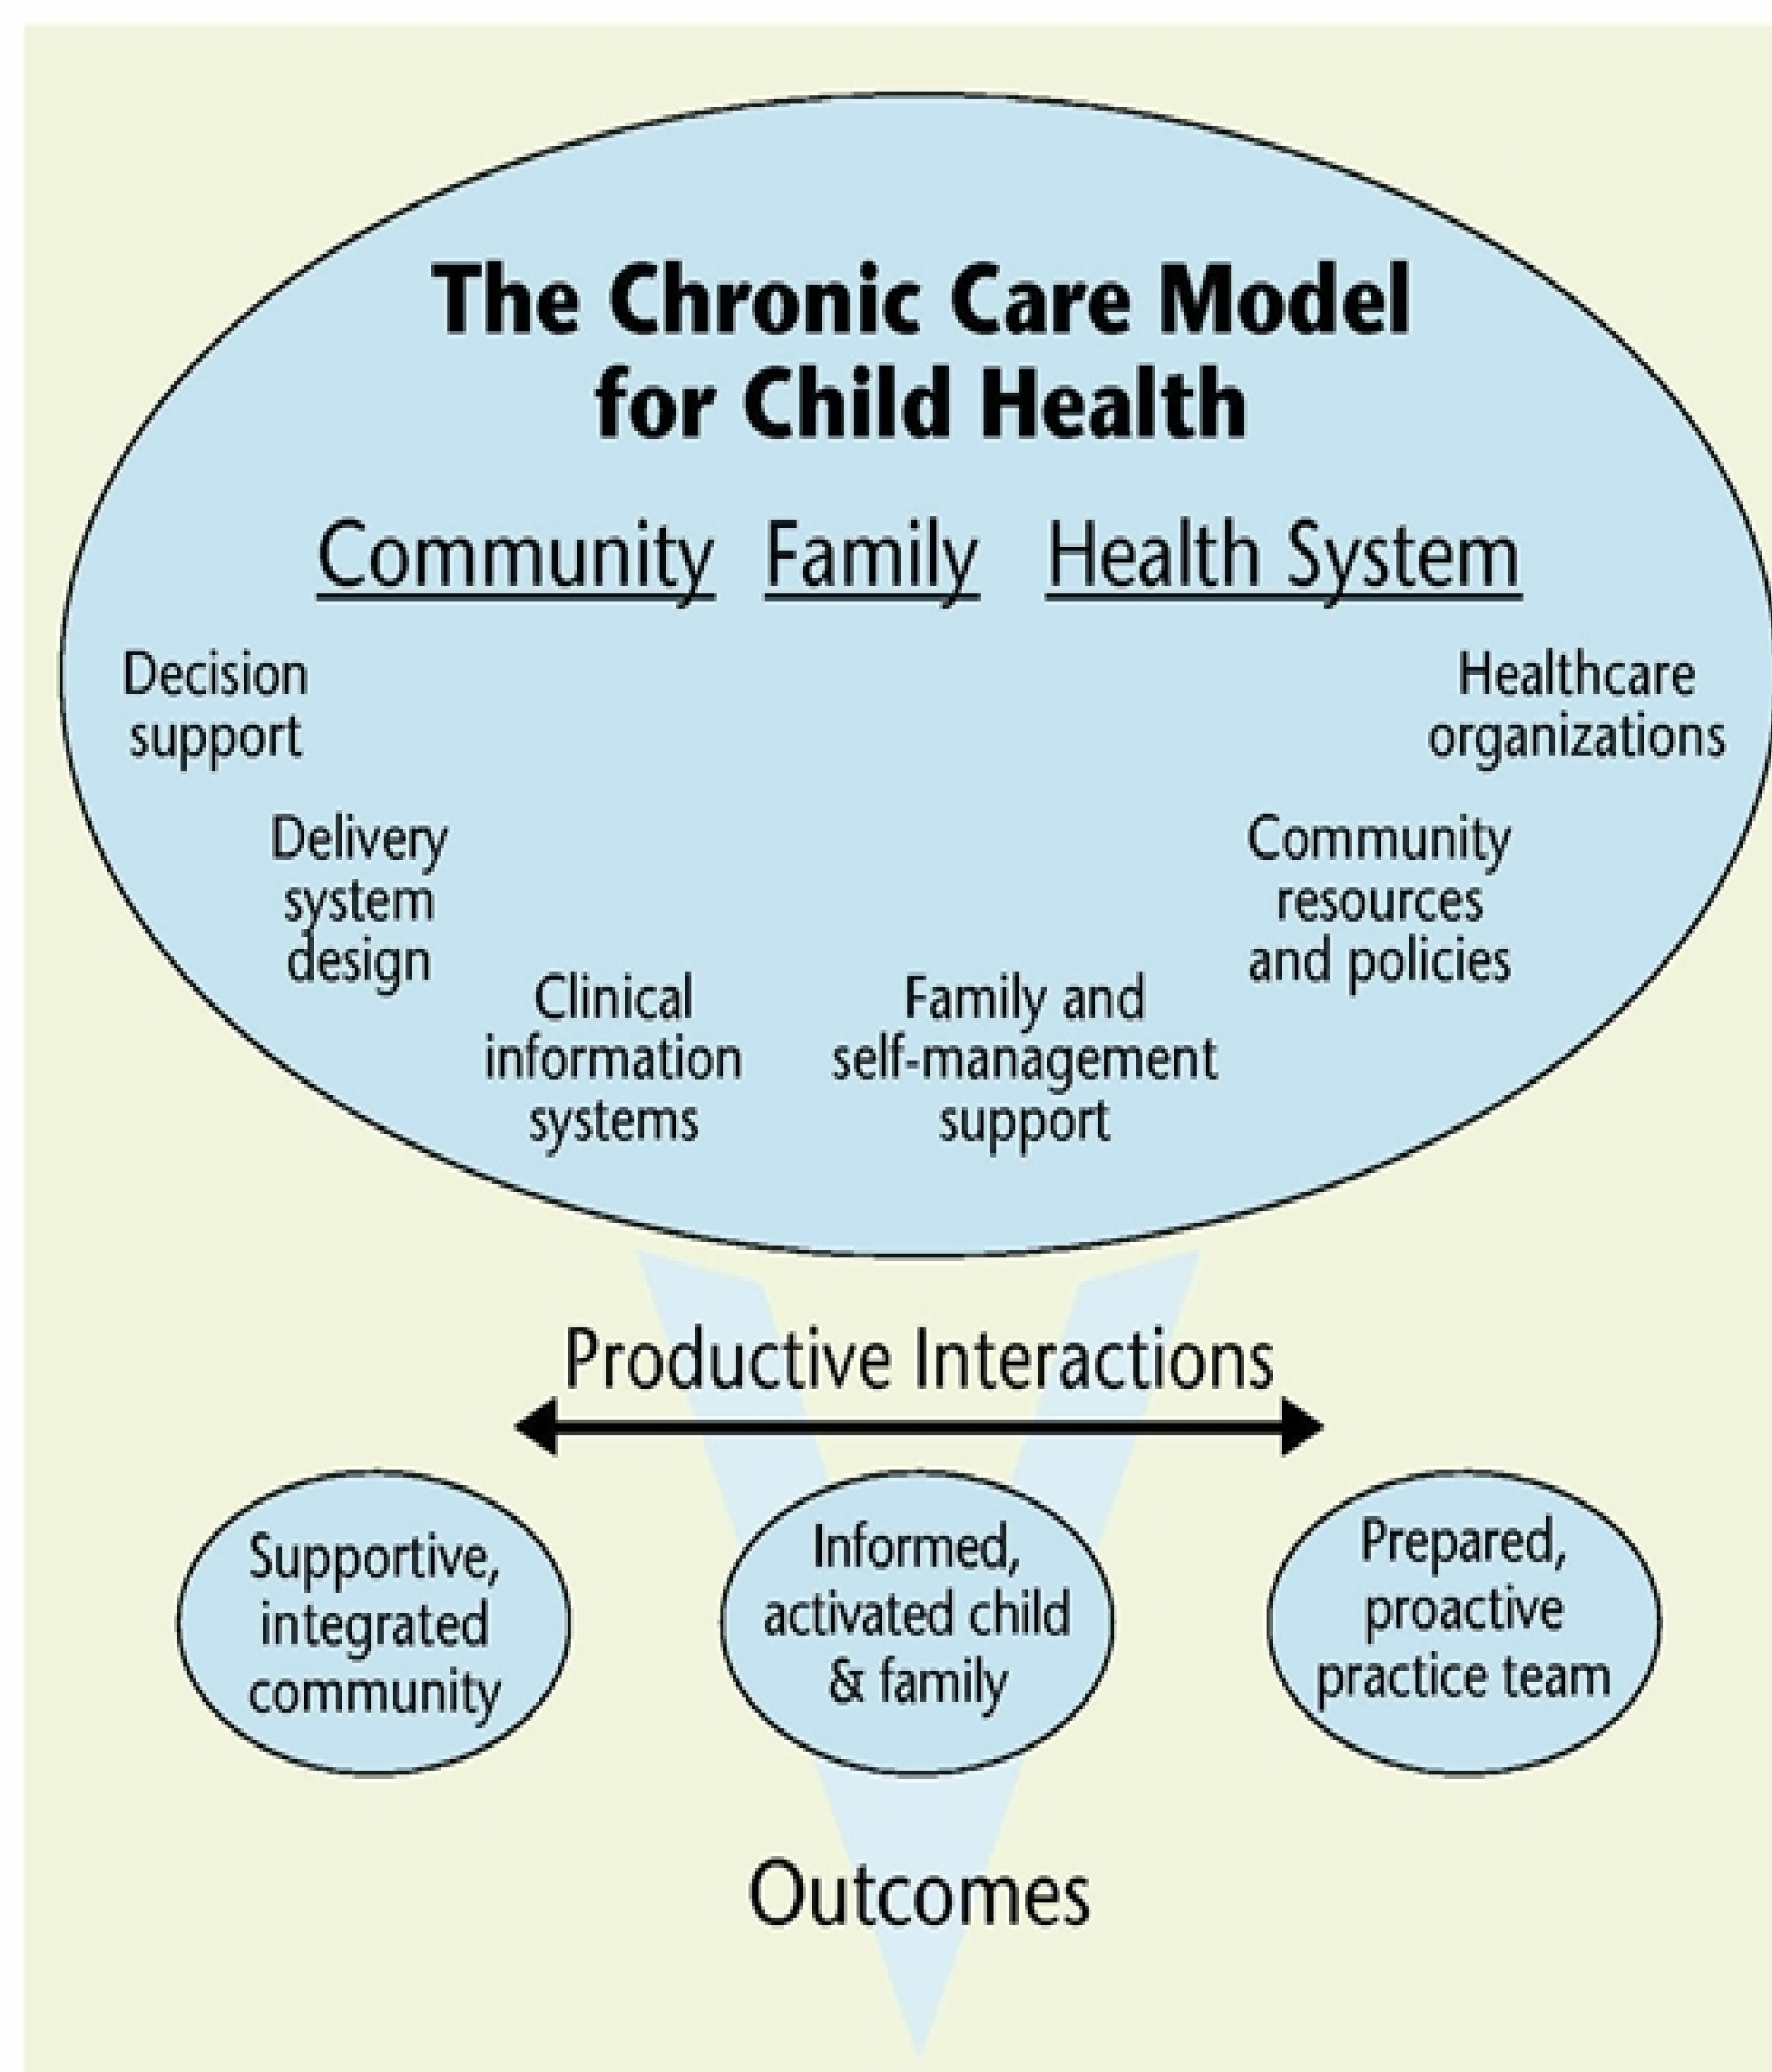 The Chronic Care Model
for Child Health
Community Family Health System
Decision
support
Healthcare
organizations
Delivery
system
design
Community
resources
and policies
Clinical
information
systems
Family and
self-management
support
Productive Interactions
Supportive,
integrated
community
Informed,
activated child
& family
Prepared,
proactive
practice team
Outcomes